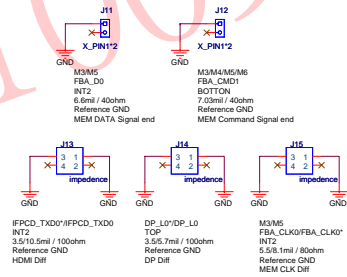 J11
J12
X_PIN1*2
X_PIN1*2
GND
GND
M3/M5
FBA_D0
INT2
6.6mil / 40ohm
Reference GND
MEM DATA Signal end
M3/M4/M5/M6
FBA_CMD1
BOTTON
7.03mil / 40ohm
Reference GND
MEM Command Signal end
J13
J14
J15
3 1
4 2
3 1
4 2
3 1
4 2
impedence
impedence
impedence
GND
GND
GND
GND
GND
GND
IFPCD_TXD0*/IFPCD_TXD0
INT2
3.5/10.5mil / 100ohm
Reference GND
HDMI Diff
DP_L0*/DP_L0
TOP
3.5/5.7mil / 100ohm
Reference GND
DP Diff
M3/M5
FBA_CLK0/FBA_CLK0*
INT2
5.5/8.1mil / 80ohm
Reference GND
MEM CLK Diff